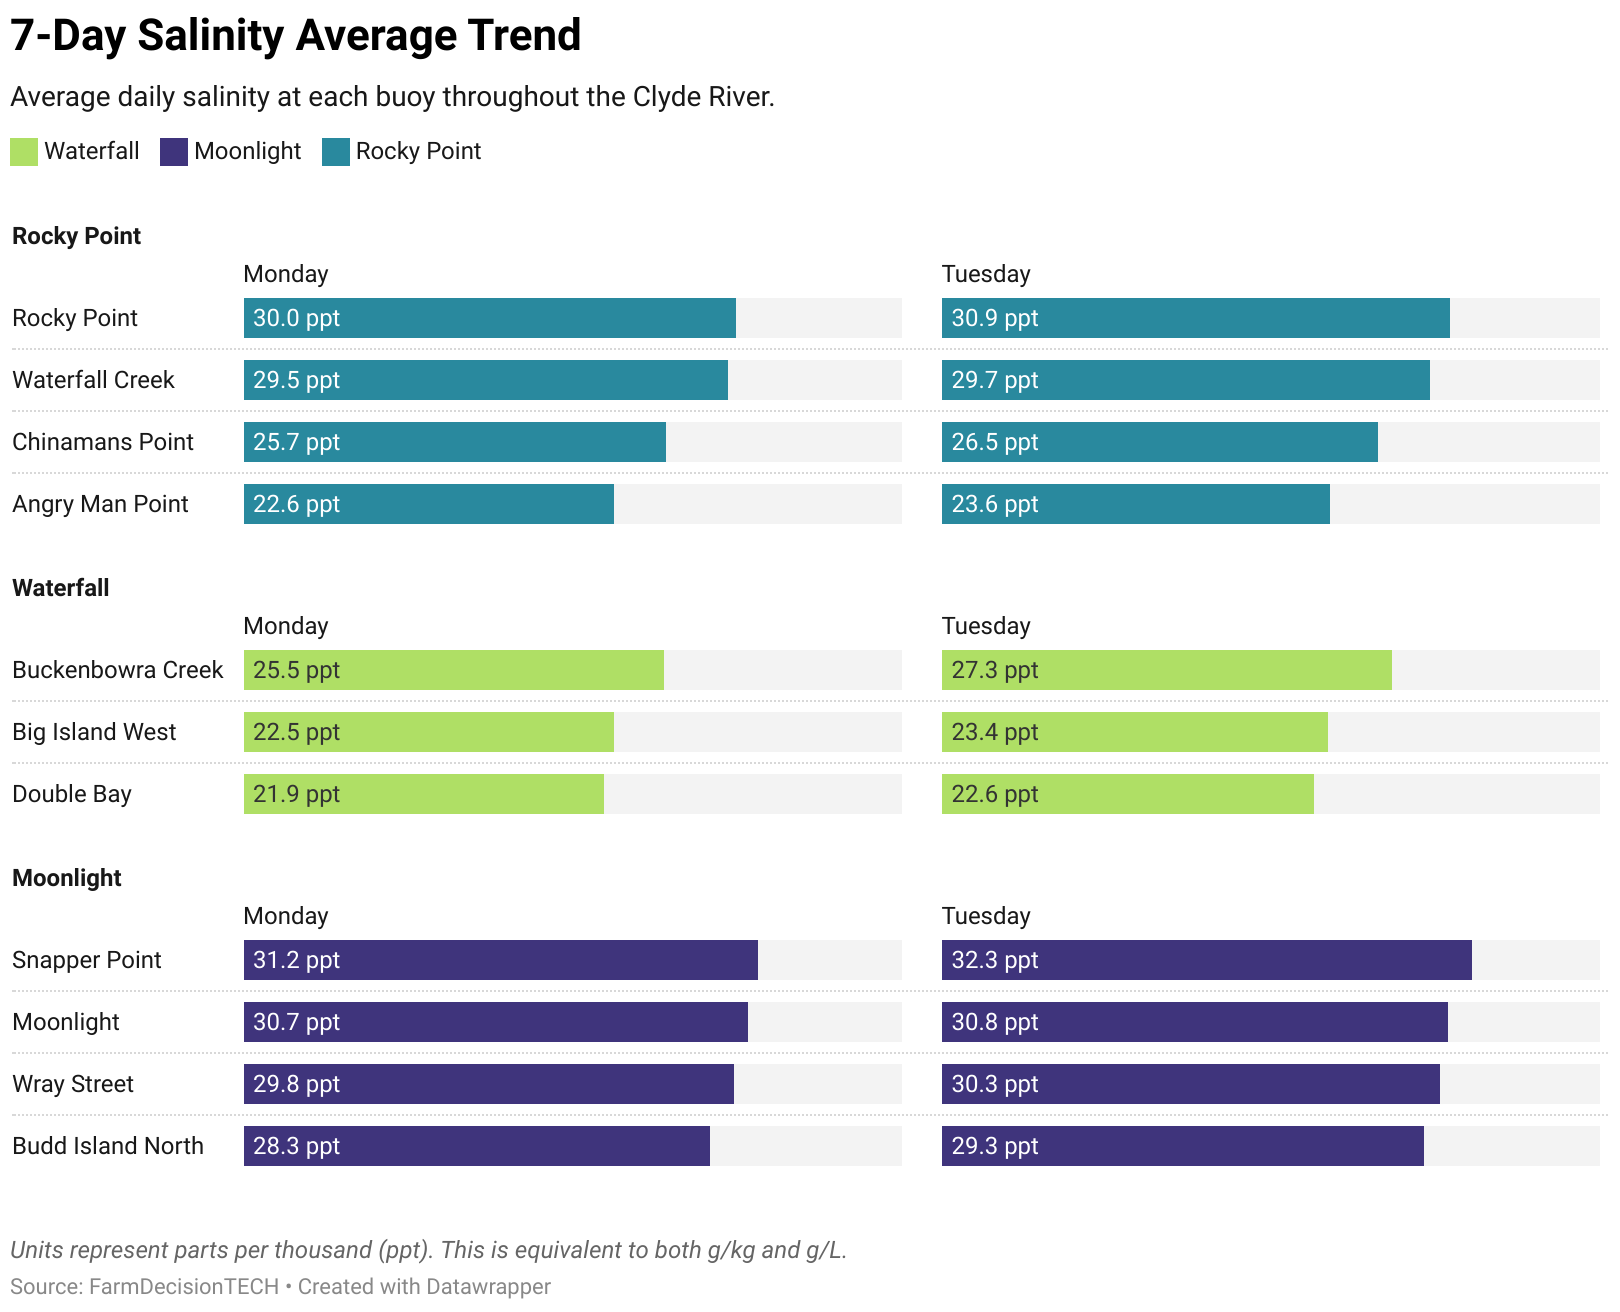 7-Day Salinity Average Trend
Average daily salinity at each buoy throughout the Clyde River.
Waterfall Moonlight Rocky Point
Rocky Point
Monday Tuesday
Rocky Point 30.0 ppt 30.9 ppt
Waterfall Creek 29.5 ppt 29.7 ppt
Chinamans Point 25.7 ppt 26.5 ppt
Angry Man Point 22.6 ppt 23.6 ppt
Waterfall
Monday Tuesday
Buckenbowra Creek 25.5 ppt 27.3 ppt
Big Island West 22.5 ppt 23.4 ppt
Double Bay 21.9 ppt 22.6 ppt
Moonlight
Monday Tuesday
Snapper Point 31.2 ppt 32.3 ppt
Moonlight 30.7 ppt 30.8 ppt
Wray Street 29.8 ppt 30.3 ppt
Budd Island North 28.3 ppt 29.3 ppt
Units represent parts per thousand (ppt). This is equivalent to both g/kg and g/L.
Source: FarmDecisionTECH • Created with Datawrapper